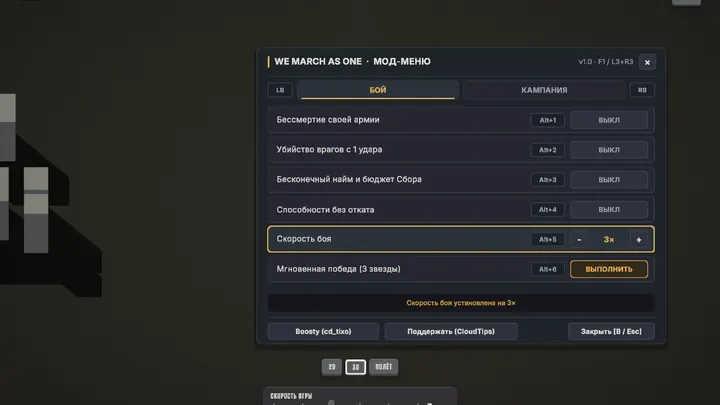 WE MARCH AS ONE · МОД-МЕНЮ
v1.0 · F1 / L3+R3
×
LB
БОЙ
КАМПАНИЯ
RB
Бессмертие своей армии
Alt+1
ВЫКЛ
Убийство врагов с 1 удара
Alt+2
ВЫКЛ
Бесконечный найм и бюджет Сбора
Alt+3
ВЫКЛ
Способности без отката
Alt+4
ВЫКЛ
Скорость боя
Alt+5
- 3× +
Мгновенная победа (3 звезды)
Alt+6
ВЫПОЛНИТЬ
Скорость боя установлена на 3×
Boosty (cd_tixo)
Поддержать (CloudTips)
Закрыть [B / Esc]
2D
3D
ПОЛЁТ
СКОРОСТЬ ИГРЫ